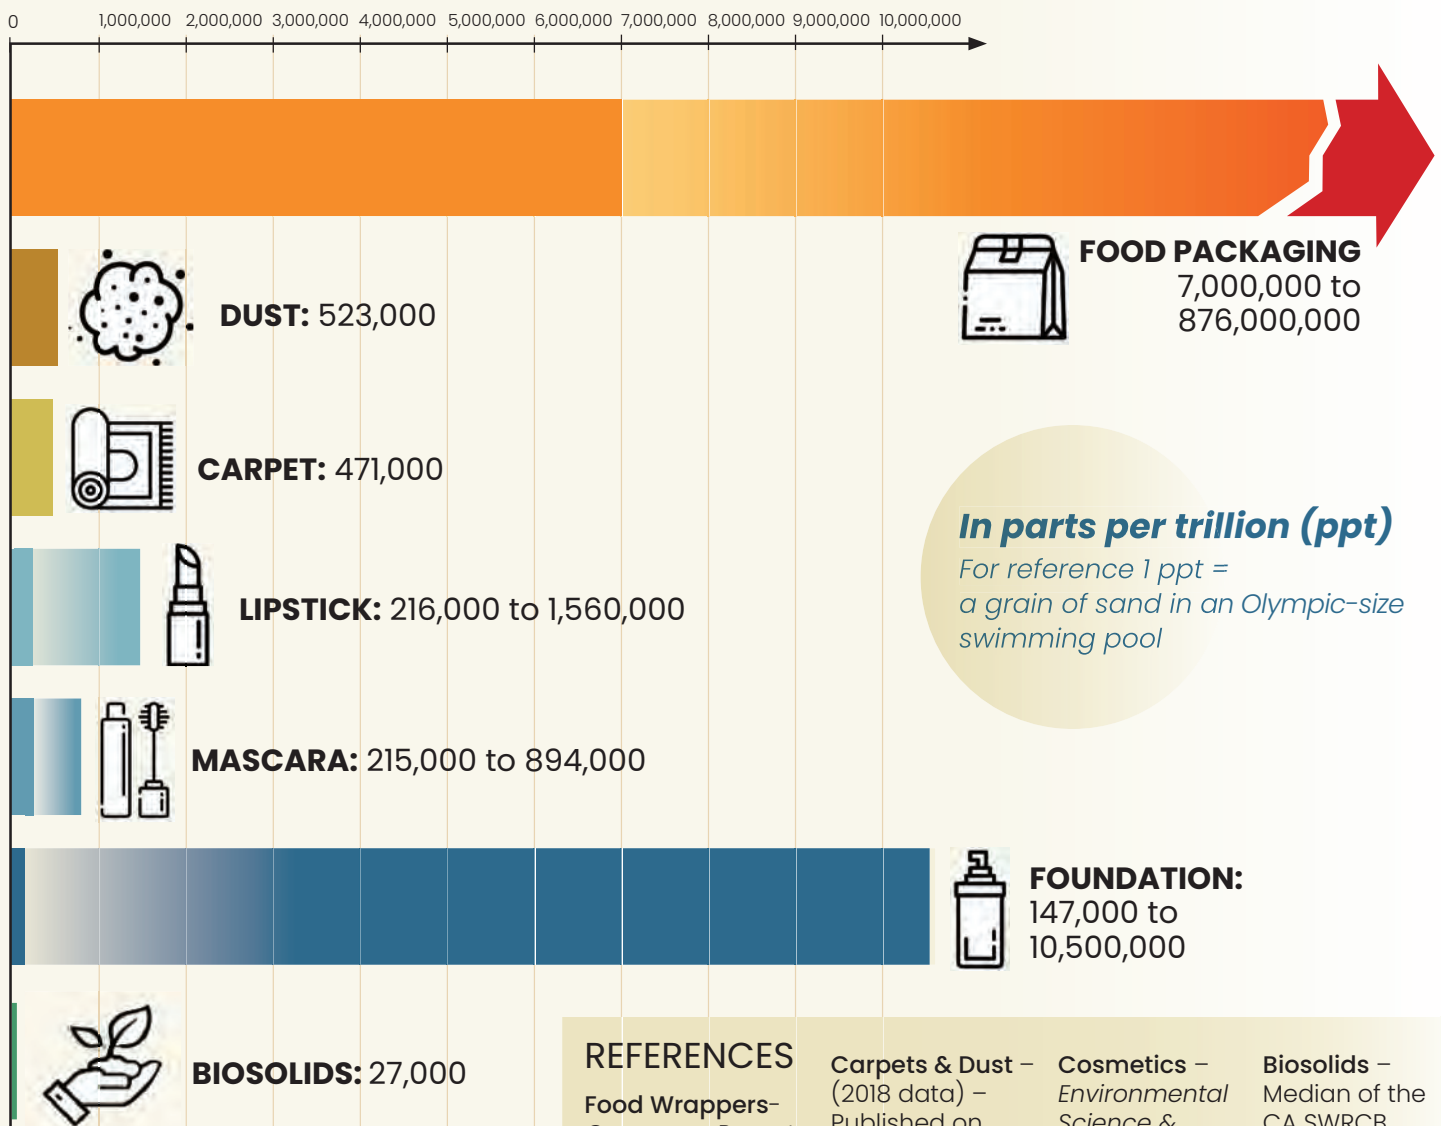 0 1,000,000 2,000,000 3,000,000 4,000,000 5,000,000 6,000,000 7,000,000 8,000,000 9,000,000 10,000,000
FOOD PACKAGING
7,000,000 to
876,000,000
DUST: 523,000
CARPET: 471,000
In parts per trillion (ppt)
For reference 1 ppt =
a grain of sand in an Olympic-size
swimming pool
LIPSTICK: 216,000 to 1,560,000
MASCARA: 215,000 to 894,000
FOUNDATION:
147,000 to
10,500,000
BIOSOLIDS: 27,000
REFERENCES
Food Wrappers-
Carpets & Dust –
(2018 data) –
Published on
Cosmetics –
Environmental
Science &
Biosolids –
Median of the
CA SWRCB